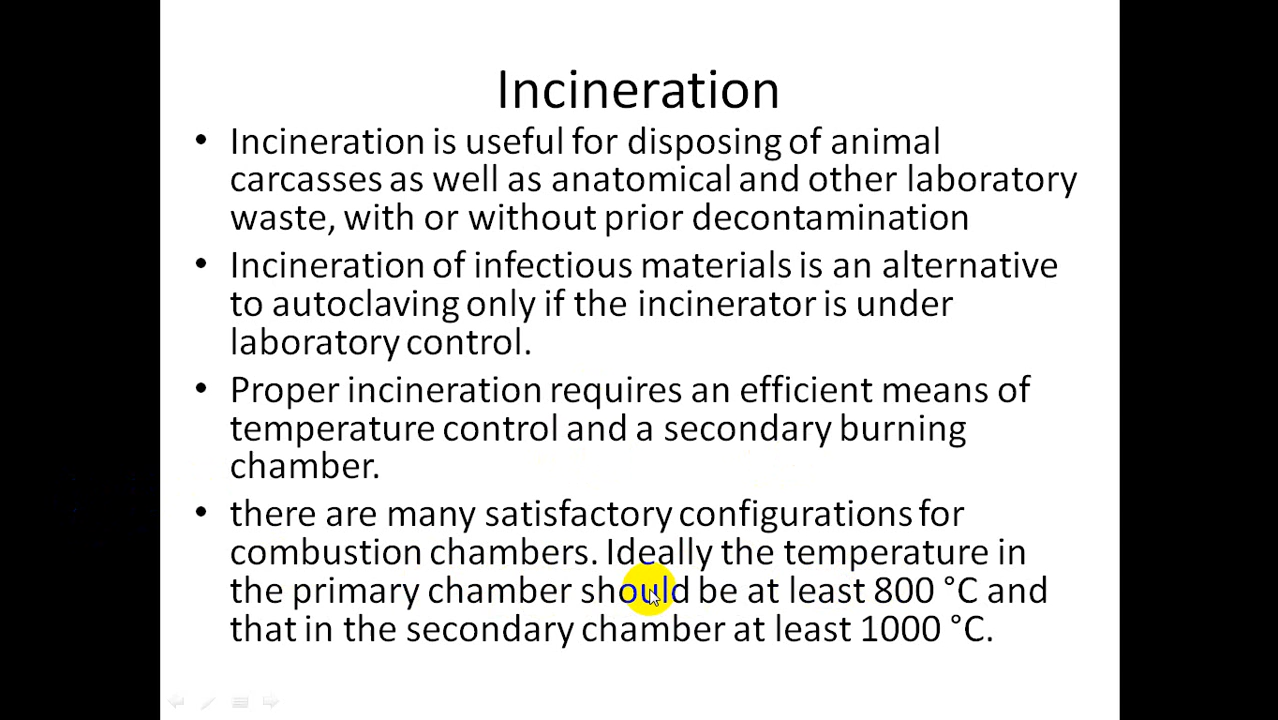 Incineration
• Incineration is useful for disposing of animal
carcasses as well as anatomical and other laboratory
waste, with or without prior decontamination
• Incineration of infectious materials is an alternative
to autoclaving only if the incinerator is under
laboratory control.
• Proper incineration requires an efficient means of
temperature control and a secondary burning
chamber.
• there are many satisfactory configurations for
combustion chambers. Ideally the temperature in
the primary chamber should be at least 800 °C and
that in the secondary chamber at least 1000 °C.